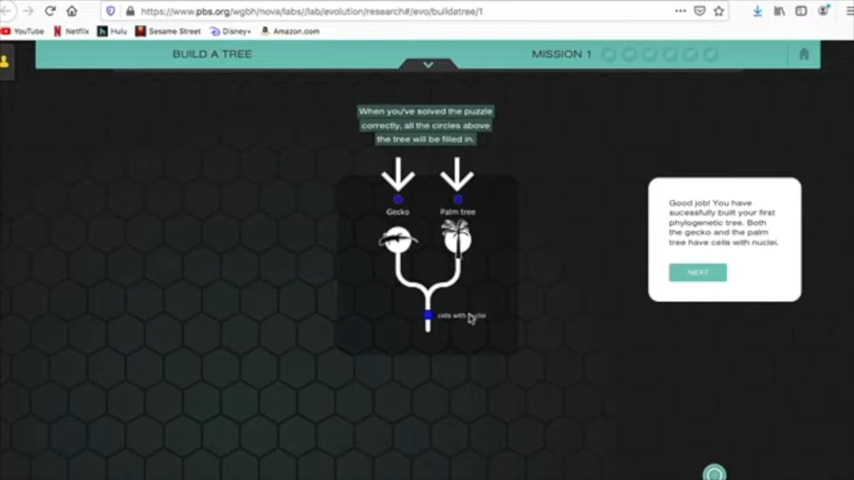 https://www.pbs.org/wgbh/nova/labs//lab/evolution/research#/evo/buildatree/1
YouTube Netflix Hulu Sesame Street Disney+ Amazon.com
BUILD A TREE MISSION 1
When you've solved the puzzle
correctly, all the circles above
the tree will be filled in.
Gecko Palm tree
cells with nuclei
Good job! You have
sucessfully built your first
phylogenetic tree. Both
the gecko and the palm
tree have cells with nuclei.
NEXT